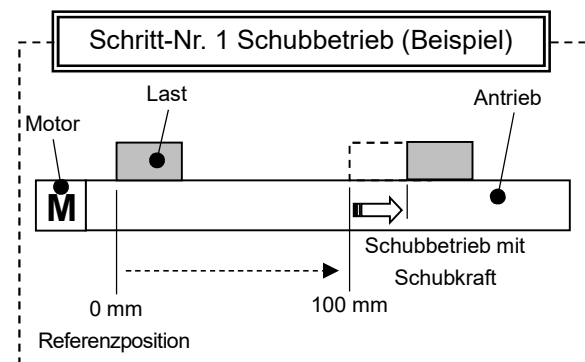 Schritt-Nr. 1 Schubbetrieb (Beispiel)
Last
Antrieb
Motor
M
Schubbetrieb mit
Schubkraft
0 mm
100 mm
Referenzposition